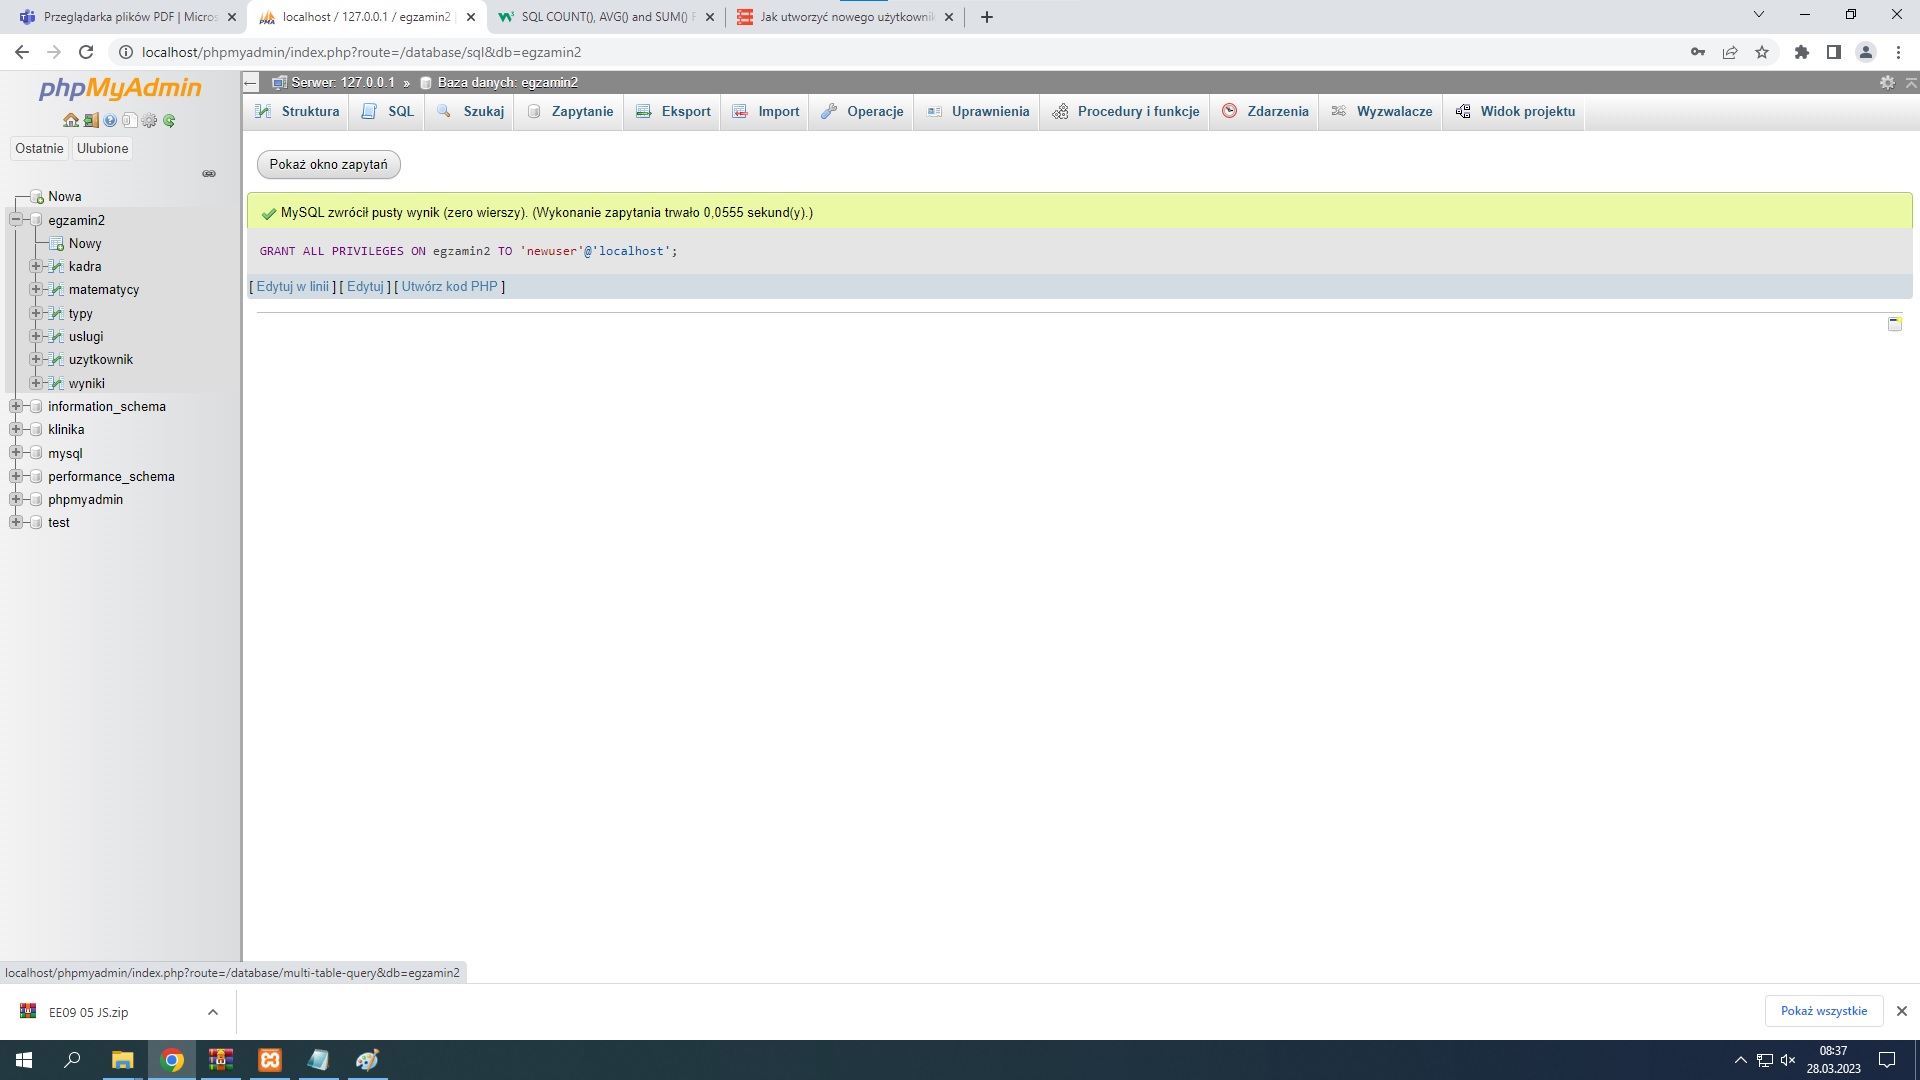 Przeglądarka plików PDF | Micros
localhost / 127.0.0.1 / egzamin2
SQL COUNT(), AVG() and SUM() F
Jak utworzyć nowego użytkownik
localhost/phpmyadmin/index.php?route=/database/sql&db=egzamin2
phpMyAdmin
Ostatnie
Ulubione
Nowa
egzamin2
Nowy
kadra
matematycy
typy
uslugi
uzytkownik
wyniki
information_schema
klinika
mysql
performance_schema
phpmyadmin
test
Serwer: 127.0.0.1 » Baza danych: egzamin2
Struktura
SQL
Szukaj
Zapytanie
Eksport
Import
Operacje
Uprawnienia
Procedury i funkcje
Zdarzenia
Wyzwalacze
Widok projektu
Pokaż okno zapytań
MySQL zwrócił pusty wynik (zero wierszy). (Wykonanie zapytania trwało 0,0555 sekund(y).)
GRANT ALL PRIVILEGES ON egzamin2 TO 'newuser'@'localhost';
[ Edytuj w linii ] [ Edytuj ] [ Utwórz kod PHP ]
localhost/phpmyadmin/index.php?route=/database/multi-table-query&db=egzamin2
EE09 05 JS.zip
Pokaż wszystkie
08:37
28.03.2023